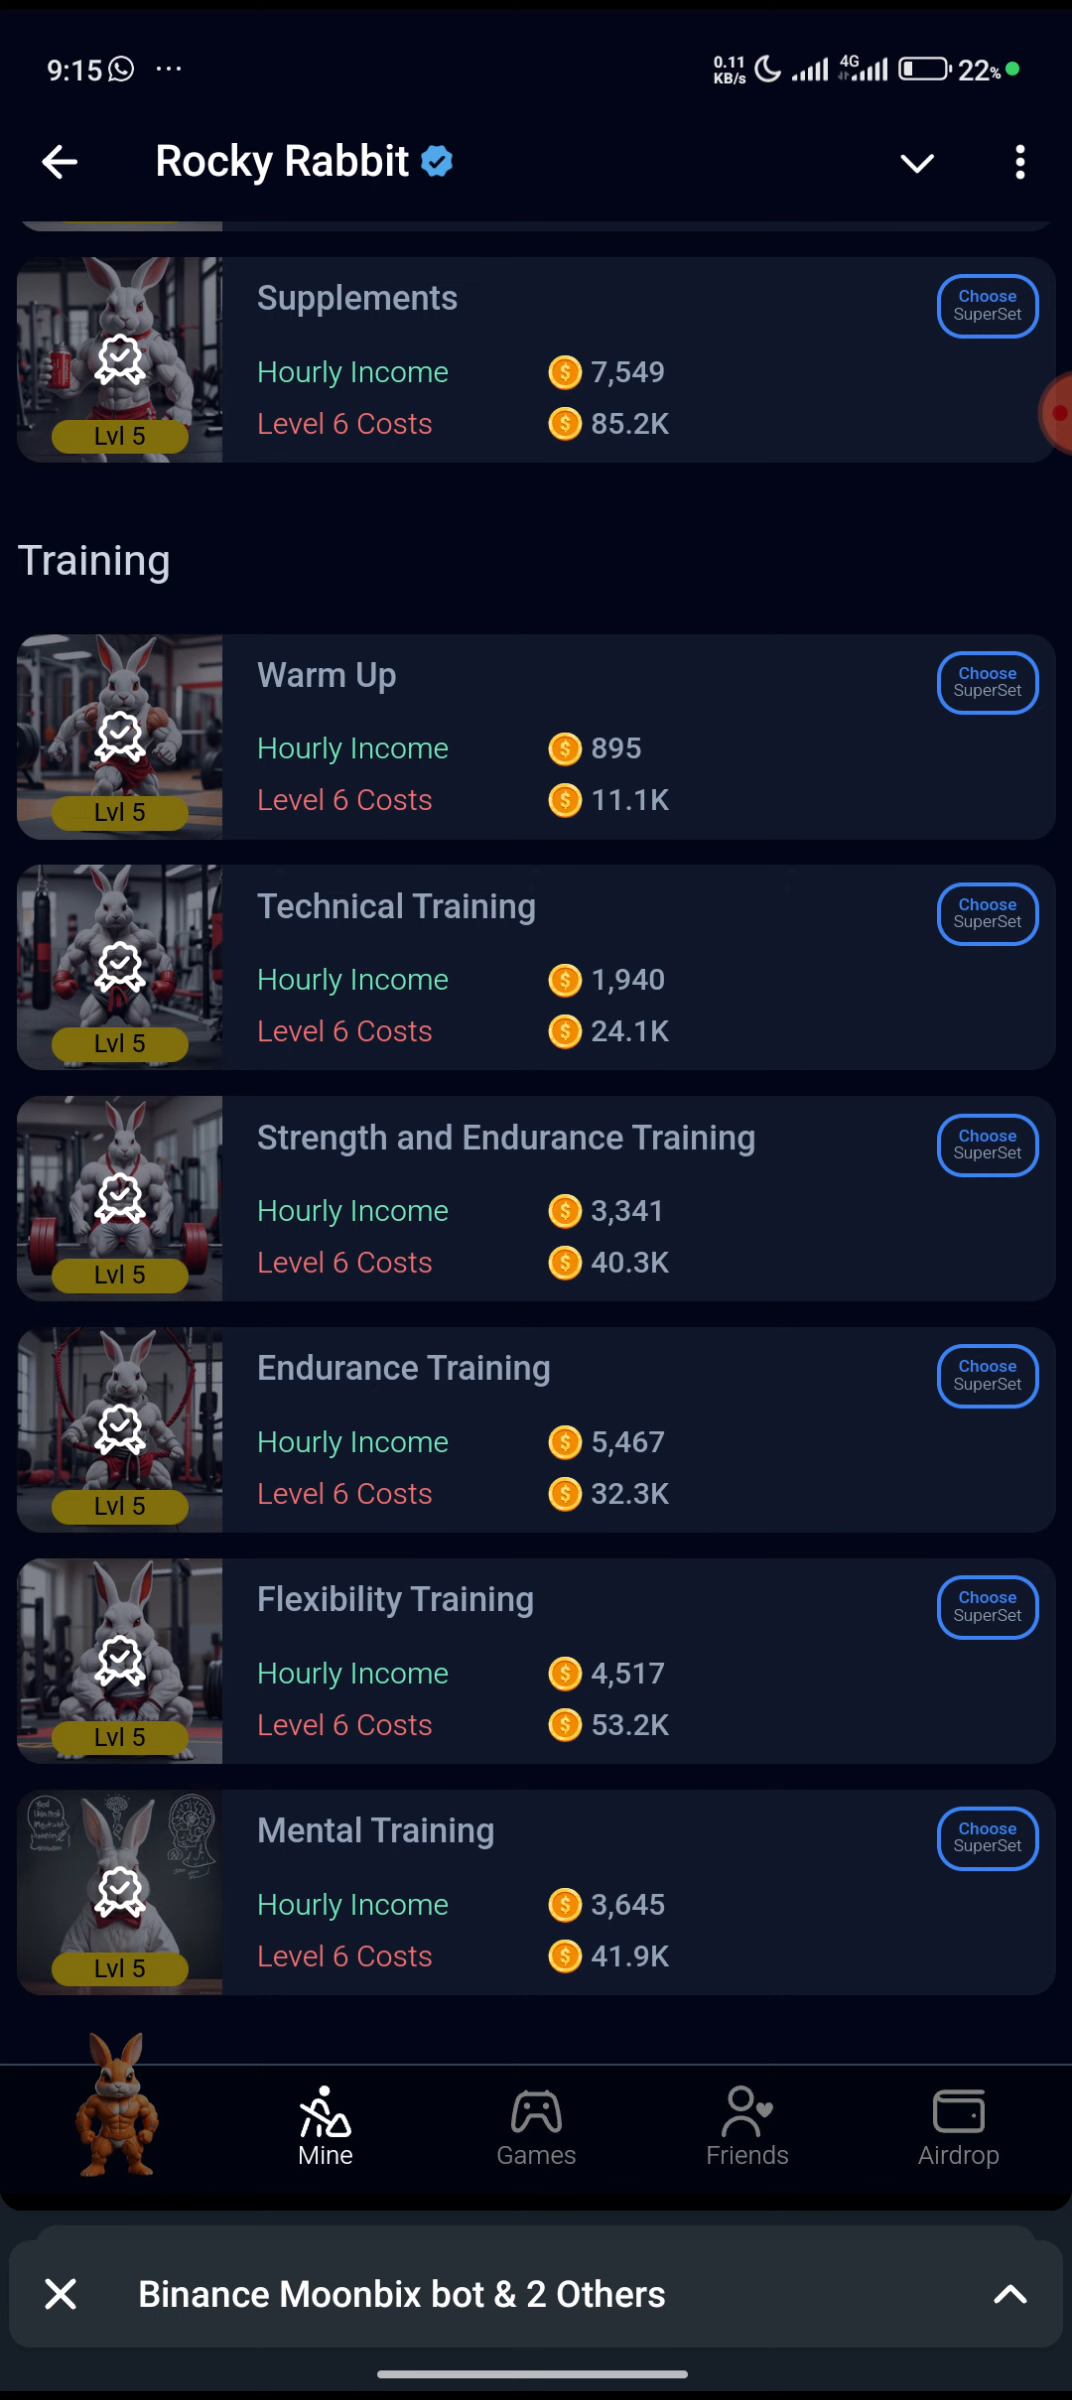 9:15 ... 0.11 KB/s 4G 22%
Rocky Rabbit
Supplements
Choose SuperSet
Hourly Income 7,549
Level 6 Costs 85.2K
Lvl 5
Training
Warm Up
Choose SuperSet
Hourly Income 895
Level 6 Costs 11.1K
Lvl 5
Technical Training
Choose SuperSet
Hourly Income 1,940
Level 6 Costs 24.1K
Lvl 5
Strength and Endurance Training
Choose SuperSet
Hourly Income 3,341
Level 6 Costs 40.3K
Lvl 5
Endurance Training
Choose SuperSet
Hourly Income 5,467
Level 6 Costs 32.3K
Lvl 5
Flexibility Training
Choose SuperSet
Hourly Income 4,517
Level 6 Costs 53.2K
Lvl 5
Mental Training
Choose SuperSet
Hourly Income 3,645
Level 6 Costs 41.9K
Lvl 5
Mine Games Friends Airdrop
Binance Moonbix bot & 2 Others